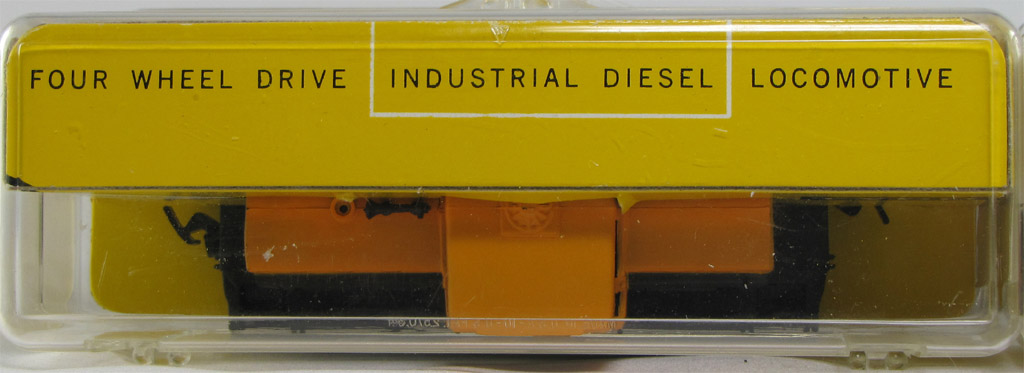 FOUR WHEEL DRIVE INDUSTRIAL DIESEL LOCOMOTIVE